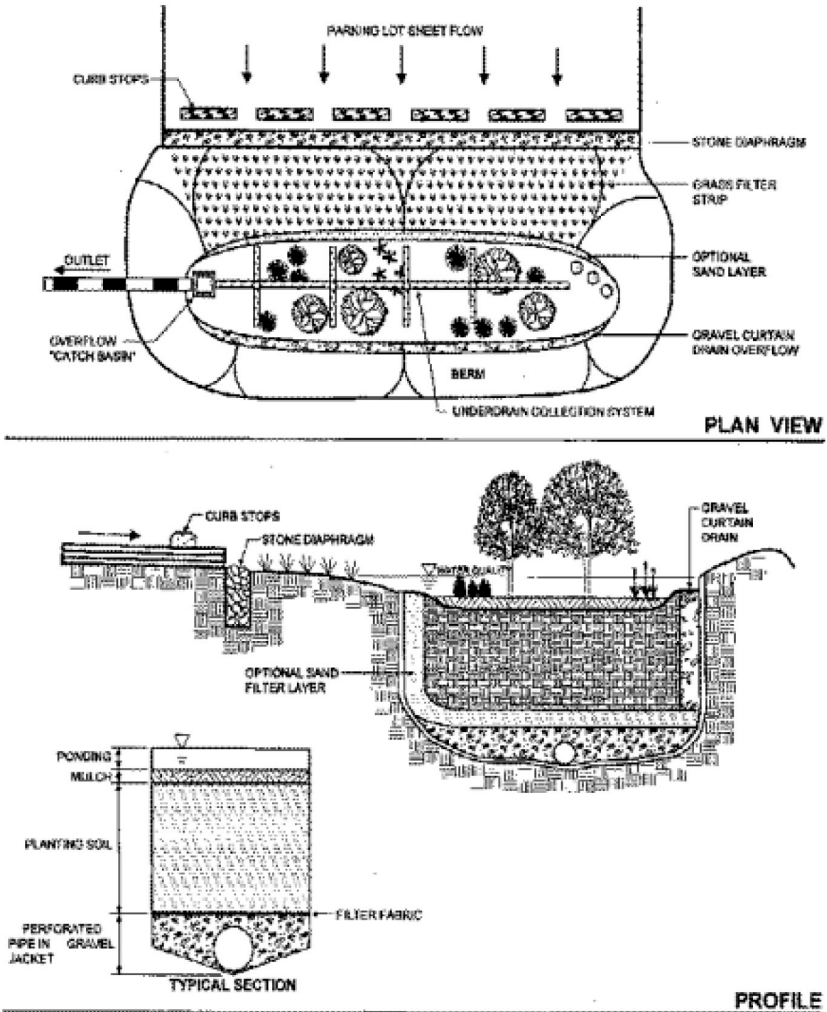 PARKING LOT SHEET FLOW
CURB STOPS
STONE DIAPHRAGM
GRASS FILTER
STRIP
OUTLET
OPTIONAL
SAND LAYER
OVERFLOW
"CATCH BASIN"
GRAVEL CURTAIN
DRAIN OVERFLOW
BERM
UNDERDRAIN COLLECTION SYSTEM
PLAN VIEW
CURB STOPS
STONE DIAPHRAGM
GRAVEL
CURTAIN
DRAIN
WATER QUALITY
OPTIONAL SAND
FILTER LAYER
PONDING
MULCH
PLANTING SOIL
FILTER FABRIC
PERFORATED
PIPE IN GRAVEL
JACKET
TYPICAL SECTION
PROFILE